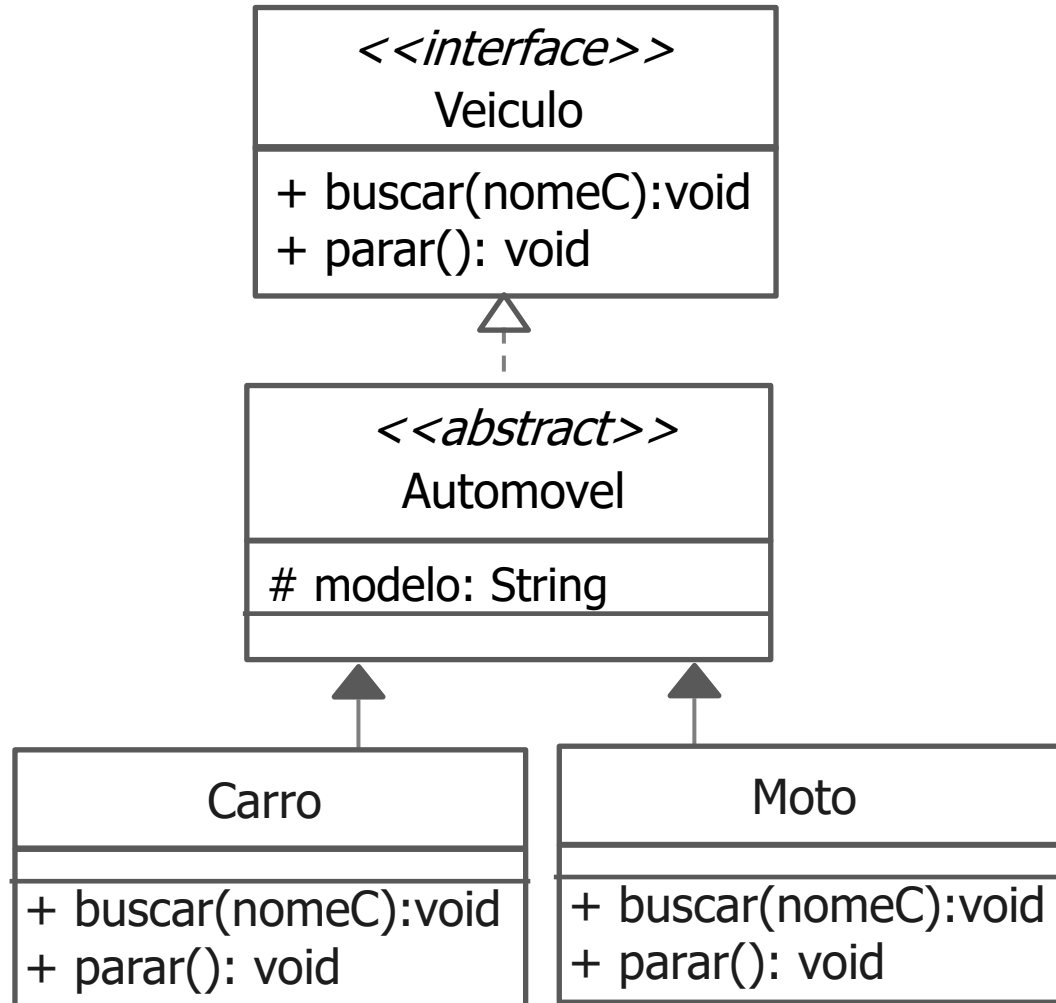 <<interface>>
Veiculo
+ buscar(nomeC):void
+ parar(): void
<<abstract>>
Automovel
# modelo: String
Carro
+ buscar(nomeC):void
+ parar(): void
Moto
+ buscar(nomeC):void
+ parar(): void